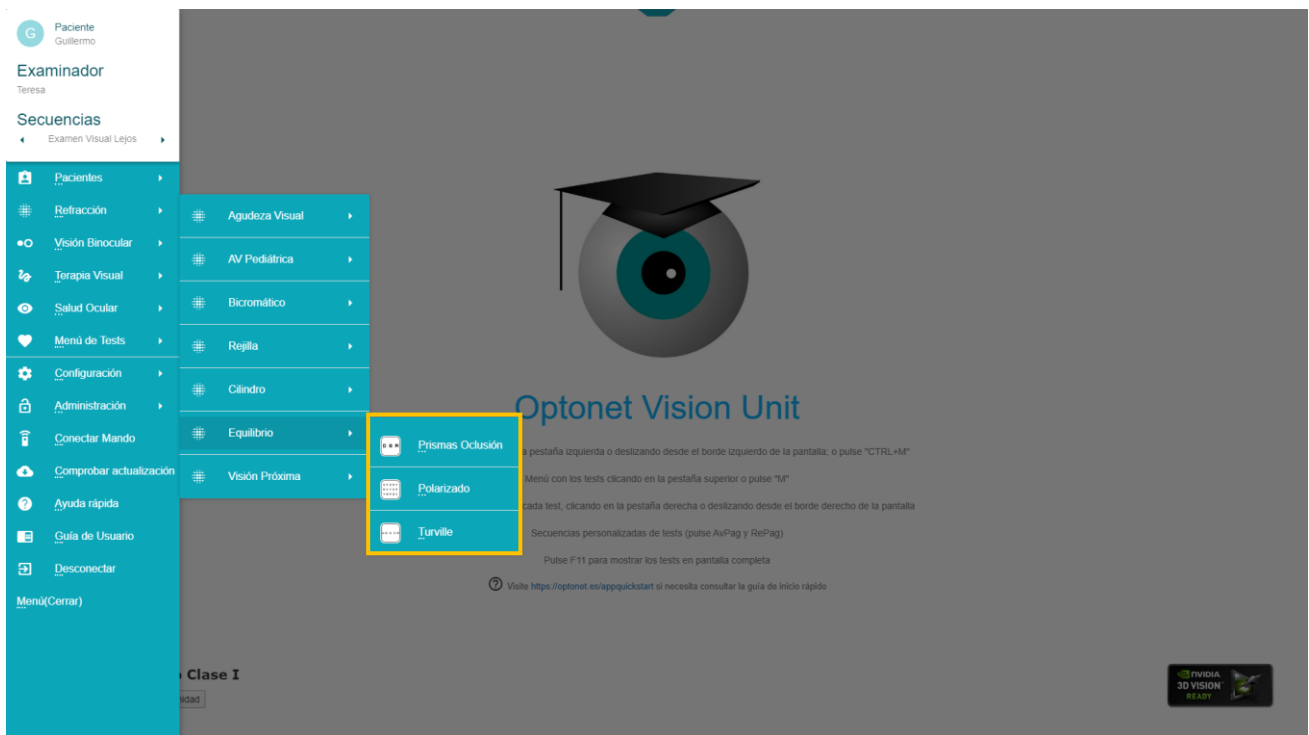 G
Paciente
Guillermo
Examinador
Teresa
Secuencias
Examen Visual Lejos
Pacientes
Refracción
Visión Binocular
Terapia Visual
Salud Ocular
Menú de Tests
Configuración
Administración
Conectar Mando
Comprobar actualización
Ayuda rápida
Guía de Usuario
Desconectar
Menú(Cerrar)
Agudeza Visual
AV Pediátrica
Bicromático
Rejilla
Cilindro
Equilibrio
Visión Próxima
Prismas Oclusión
Polarizado
Turville
Optonet Vision Unit
a pestaña izquierda o deslizando desde el borde izquierdo de la pantalla; o pulse "CTRL+M"
Menú con los tests clicando en la pestaña superior o pulse "M"
cada test, clicando en la pestaña derecha o deslizando desde el borde derecho de la pantalla
Secuencias personalizadas de tests (pulse AvPag y RePag)
Pulse F11 para mostrar los tests en pantalla completa
Visite https://optonet.es/appquickstart si necesita consultar la guía de inicio rápido
Clase I
idad
NVIDIA
3D VISION
READY